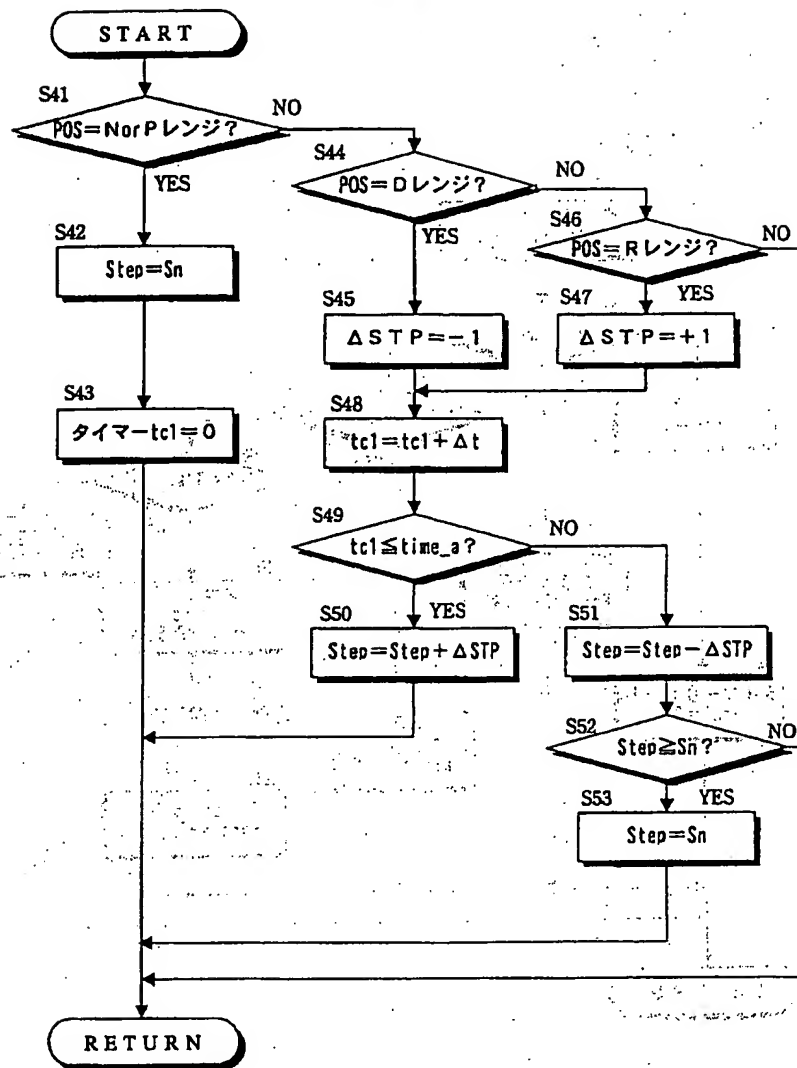 START
S41
POS=NorPレンジ?
NO
YES
S44
POS=Dレンジ?
NO
YES
S46
POS=Rレンジ?
NO
YES
S42
Step=Sn
S45
ΔSTP=-1
S47
ΔSTP=+1
S43
タイマーtc1=0
S48
tc1=tc1+Δt
S49
tc1≦time_a?
NO
YES
S50
Step=Step+ΔSTP
S51
Step=Step-ΔSTP
S52
Step≧Sn?
NO
YES
S53
Step=Sn
RETURN